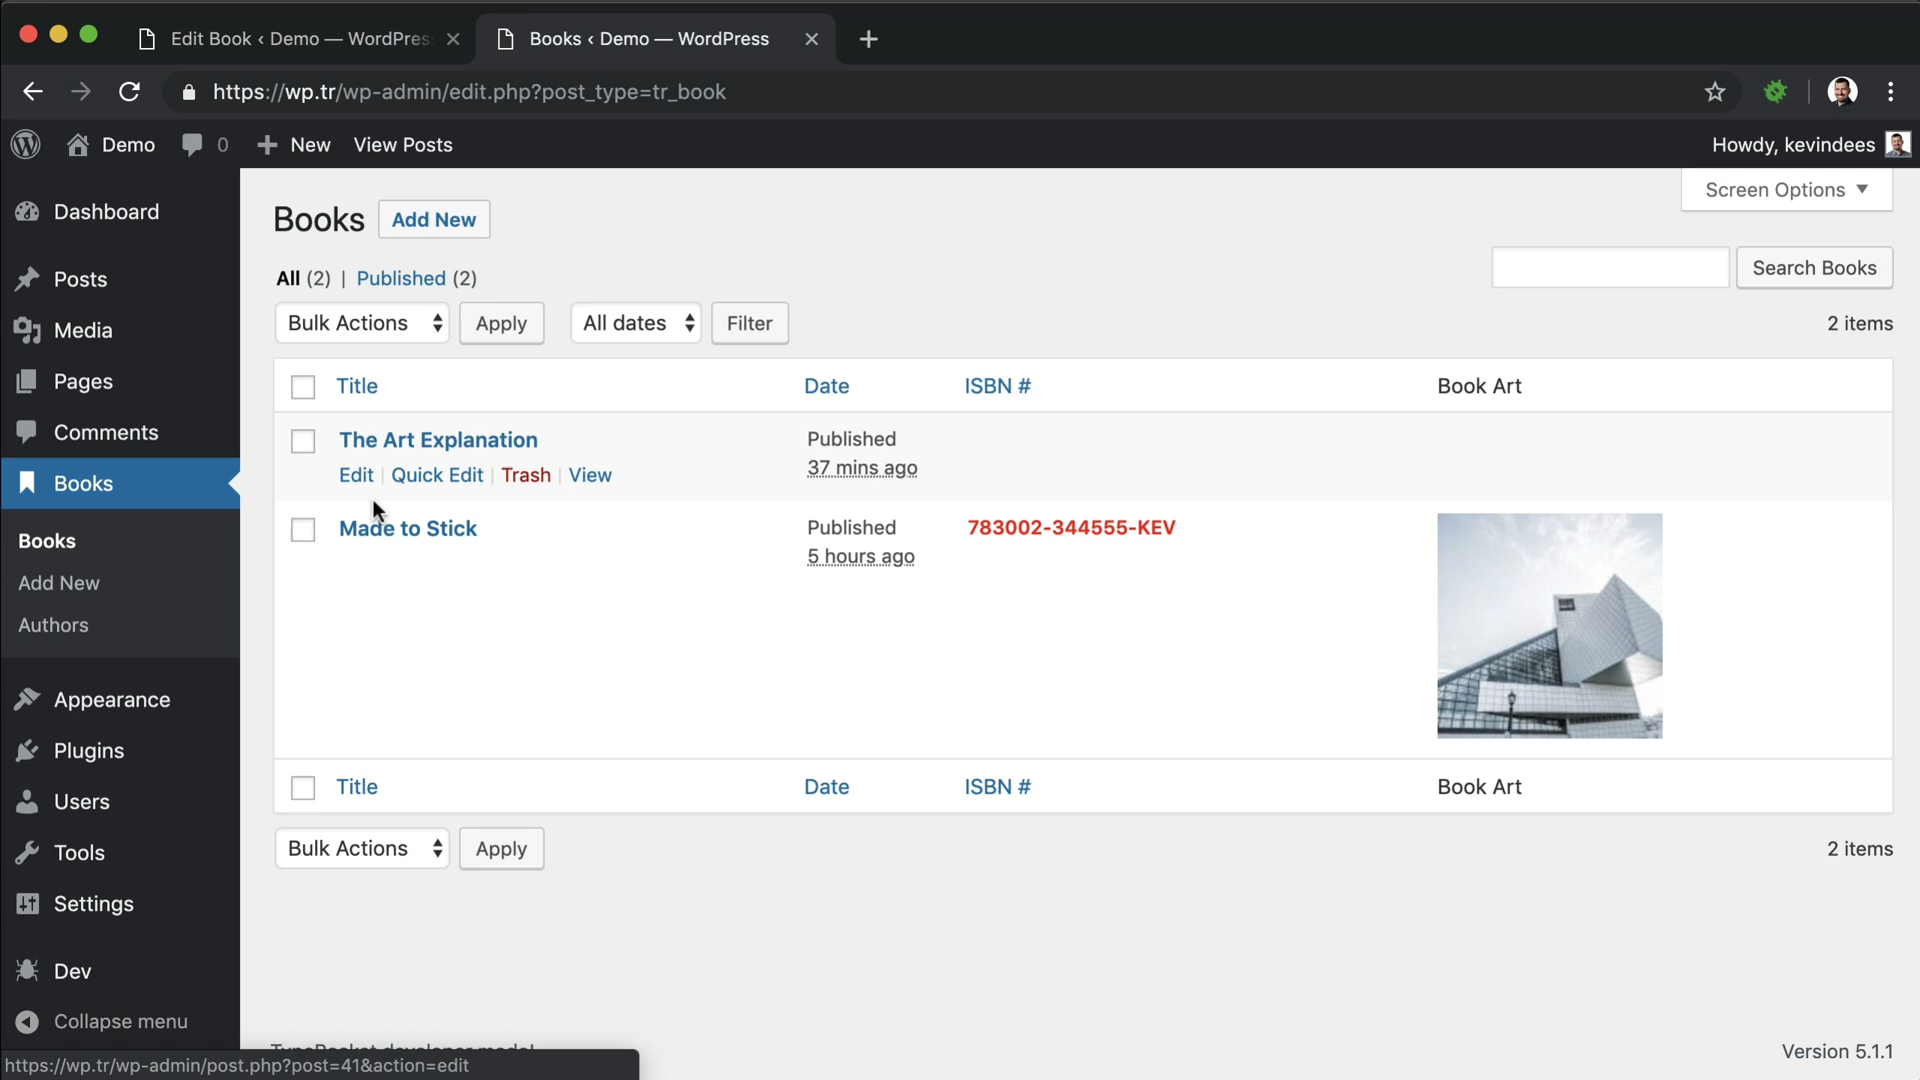 Edit Book ‹ Demo — WordPres
Books ‹ Demo — WordPress
https://wp.tr/wp-admin/edit.php?post_type=tr_book
Demo 0 New View Posts
Howdy, kevindees
Dashboard
Posts
Media
Pages
Comments
Books
Books
Add New
Authors
Appearance
Plugins
Users
Tools
Settings
Dev
Collapse menu
Screen Options
Books Add New
All (2) | Published (2)
Search Books
Bulk Actions Apply All dates Filter
2 items
Title Date ISBN # Book Art
The Art Explanation
Edit | Quick Edit | Trash | View
Published
37 mins ago
Made to Stick
Published
5 hours ago
783002-344555-KEV
Title Date ISBN # Book Art
Bulk Actions Apply
2 items
Version 5.1.1
https://wp.tr/wp-admin/post.php?post=41&action=edit